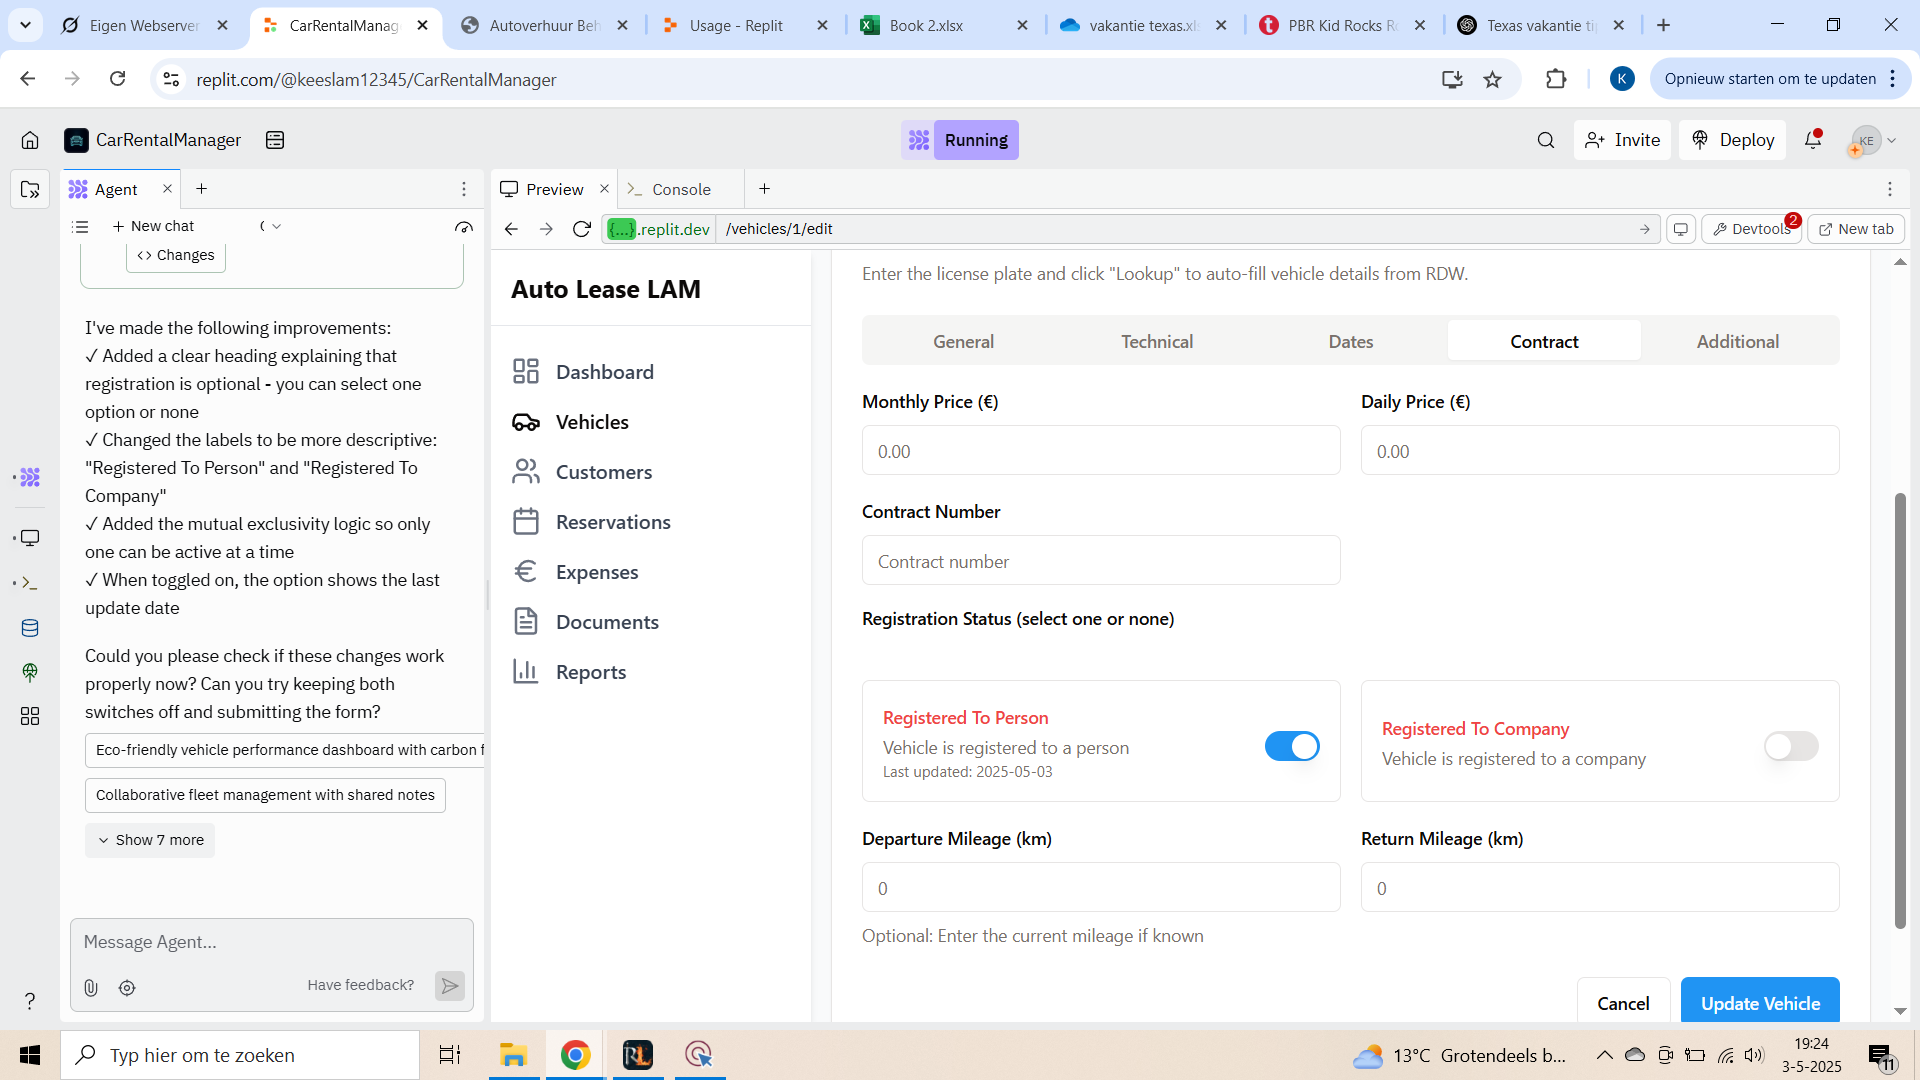 Eigen Webserver
CarRentalManag
Autoverhuur Beh
Usage - Replit
Book 2.xlsx
vakantie texas.xls
PBR Kid Rocks Ro
Texas vakantie tip
replit.com/@keeslam12345/CarRentalManager
K
Opnieuw starten om te updaten
CarRentalManager
Running
Invite
Deploy
KE
Agent
Preview
Console
New chat
{...}.replit.dev
/vehicles/1/edit
Devtools
2
New tab
<> Changes
I've made the following improvements:
✓ Added a clear heading explaining that
registration is optional - you can select one
option or none
✓ Changed the labels to be more descriptive:
"Registered To Person" and "Registered To
Company"
✓ Added the mutual exclusivity logic so only
one can be active at a time
✓ When toggled on, the option shows the last
update date
Could you please check if these changes work
properly now? Can you try keeping both
switches off and submitting the form?
Eco-friendly vehicle performance dashboard with carbon f
Collaborative fleet management with shared notes
Show 7 more
Message Agent...
Have feedback?
Auto Lease LAM
Dashboard
Vehicles
Customers
Reservations
Expenses
Documents
Reports
Enter the license plate and click "Lookup" to auto-fill vehicle details from RDW.
General
Technical
Dates
Contract
Additional
Monthly Price (€)
Daily Price (€)
0.00
0.00
Contract Number
Contract number
Registration Status (select one or none)
Registered To Person
Vehicle is registered to a person
Last updated: 2025-05-03
Registered To Company
Vehicle is registered to a company
Departure Mileage (km)
Return Mileage (km)
0
0
Optional: Enter the current mileage if known
Cancel
Update Vehicle
Typ hier om te zoeken
RL
13°C Grotendeels b...
19:24
3-5-2025
11